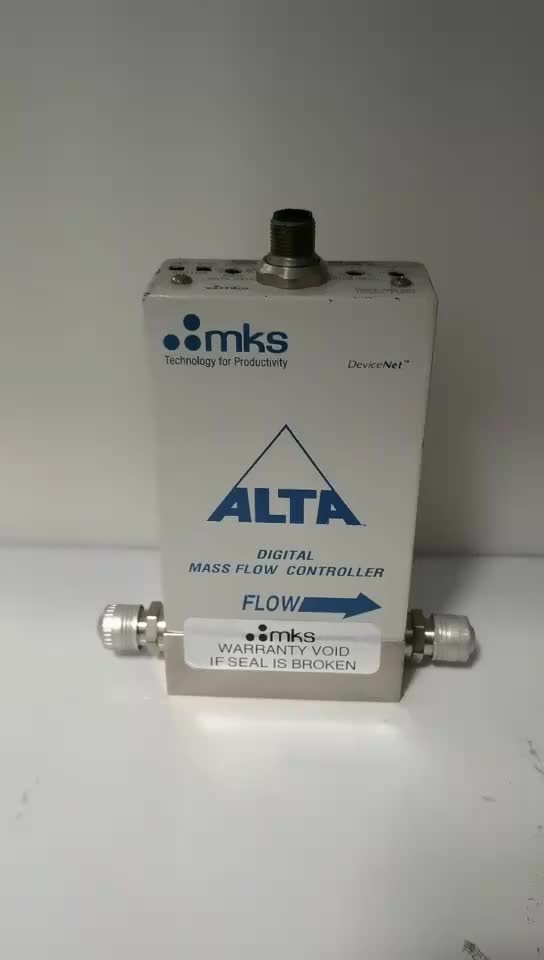 mks
Technology for Productivity
DeviceNet™
ALTA
DIGITAL
MASS FLOW CONTROLLER
FLOW
mks
WARRANTY VOID
IF SEAL IS BROKEN